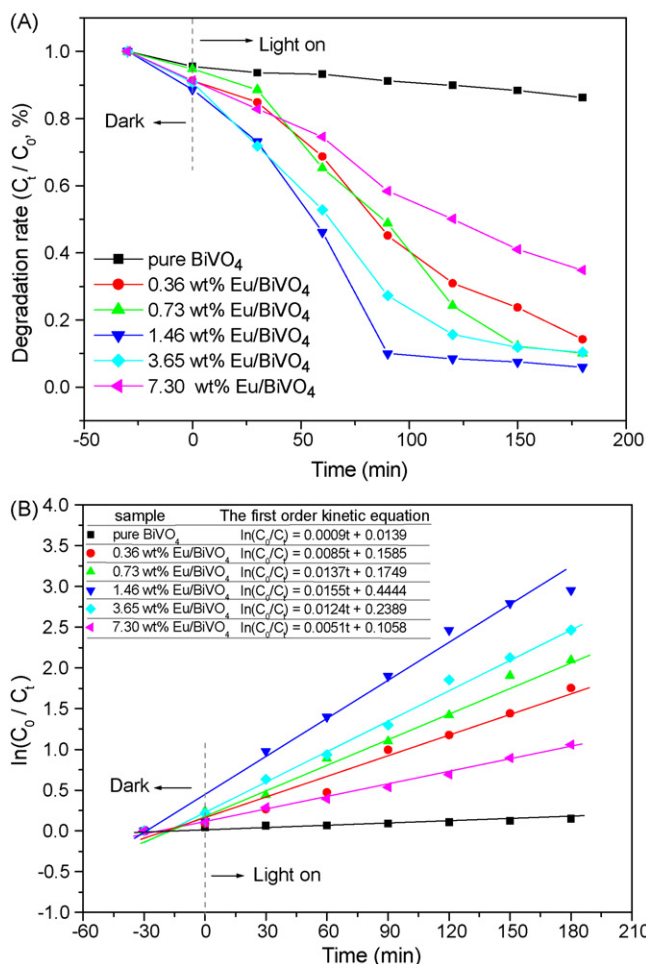 (A)
Degradation rate (Cₜ / C₀, %)
1.0
0.8
0.6
0.4
0.2
0.0
Light on
Dark
pure BiVO₄
0.36 wt% Eu/BiVO₄
0.73 wt% Eu/BiVO₄
1.46 wt% Eu/BiVO₄
3.65 wt% Eu/BiVO₄
7.30 wt% Eu/BiVO₄
-50 0 50 100 150 200
Time (min)
(B)
ln(C₀ / Cₜ)
4.0
3.5
3.0
2.5
2.0
1.5
1.0
0.5
0.0
-0.5
-1.0
sample The first order kinetic equation
pure BiVO₄ ln(C₀/Cₜ) = 0.0009t + 0.0139
0.36 wt% Eu/BiVO₄ ln(C₀/Cₜ) = 0.0085t + 0.1585
0.73 wt% Eu/BiVO₄ ln(C₀/Cₜ) = 0.0137t + 0.1749
1.46 wt% Eu/BiVO₄ ln(C₀/Cₜ) = 0.0155t + 0.4444
3.65 wt% Eu/BiVO₄ ln(C₀/Cₜ) = 0.0124t + 0.2389
7.30 wt% Eu/BiVO₄ ln(C₀/Cₜ) = 0.0051t + 0.1058
Dark
Light on
-60 -30 0 30 60 90 120 150 180 210
Time (min)